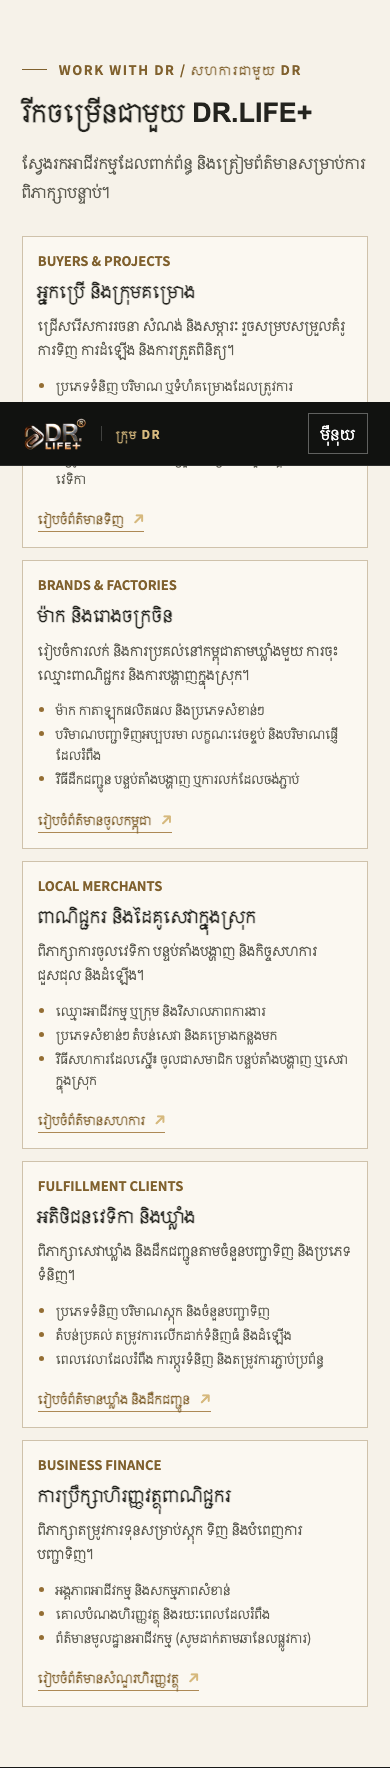 WORK WITH DR / សហការជាមួយ DR
រីកចម្រើនជាមួយ DR.LIFE+
ស្វែងរកអាជីវកម្មដែលពាក់ព័ន្ធ និងត្រៀមព័ត៌មានសម្រាប់ការ
ពិភាក្សាបន្ទាប់។
BUYERS & PROJECTS
អ្នកប្រើ និងក្រុមគម្រោង
ជ្រើសរើសការរចនា សំណង់ និងសម្ភារៈ រួចសម្របសម្រួលគំរូ
ការទិញ ការដំឡើង និងការត្រួតពិនិត្យ។
ប្រភេទទំនិញ បរិមាណ ឬទំហំគម្រោងដែលត្រូវការ
DR.® LIFE+
ក្រុម DR
ម៉ឺនុយ
វេទិកា
រៀបចំព័ត៌មានទិញ
BRANDS & FACTORIES
ម៉ាក និងរោងចក្រចិន
រៀបចំការលក់ និងការប្រគល់នៅកម្ពុជាតាមឃ្លាំងមួយ ការចុះ
ឈ្មោះពាណិជ្ជករ និងការបង្ហាញក្នុងស្រុក។
ម៉ាក កាតាឡុកផលិតផល និងប្រភេទសំខាន់ៗ
បរិមាណបញ្ជាទិញអប្បបរមា លក្ខណៈវេចខ្ចប់ និងបរិមាណផ្ញើ
ដែលរំពឹង
វិធីដឹកជញ្ជូន បន្ទប់តាំងបង្ហាញ ឬការលក់ដែលចង់ភ្ជាប់
រៀបចំព័ត៌មានចូលកម្ពុជា
LOCAL MERCHANTS
ពាណិជ្ជករ និងដៃគូសេវាក្នុងស្រុក
ពិភាក្សាការចូលវេទិកា បន្ទប់តាំងបង្ហាញ និងកិច្ចសហការ
ជួសជុល និងដំឡើង។
ឈ្មោះអាជីវកម្ម ឬក្រុម និងវិសាលភាពការងារ
ប្រភេទសំខាន់ៗ តំបន់សេវា និងគម្រោងកន្លងមក
វិធីសហការដែលស្នើ៖ ចូលជាសមាជិក បន្ទប់តាំងបង្ហាញ ឬសេវា
ក្នុងស្រុក
រៀបចំព័ត៌មានសហការ
FULFILLMENT CLIENTS
អតិថិជនវេទិកា និងឃ្លាំង
ពិភាក្សាសេវាឃ្លាំង និងដឹកជញ្ជូនតាមចំនួនបញ្ជាទិញ និងប្រភេទ
ទំនិញ។
ប្រភេទទំនិញ បរិមាណស្តុក និងចំនួនបញ្ជាទិញ
តំបន់ប្រគល់ តម្រូវការលើកដាក់ទំនិញធំ និងដំឡើង
ពេលវេលាដែលរំពឹង ការប្តូរទំនិញ និងតម្រូវការភ្ជាប់ប្រព័ន្ធ
រៀបចំព័ត៌មានឃ្លាំង និងដឹកជញ្ជូន
BUSINESS FINANCE
ការប្រឹក្សាហិរញ្ញវត្ថុពាណិជ្ជករ
ពិភាក្សាតម្រូវការទុនសម្រាប់ស្តុក ទិញ និងបំពេញការ
បញ្ជាទិញ។
អង្គភាពអាជីវកម្ម និងសកម្មភាពសំខាន់
គោលបំណងហិរញ្ញវត្ថុ និងរយៈពេលដែលរំពឹង
ព័ត៌មានមូលដ្ឋានអាជីវកម្ម (សូមដាក់តាមឆានែលផ្លូវការ)
រៀបចំព័ត៌មានសំណួរហិរញ្ញវត្ថុ